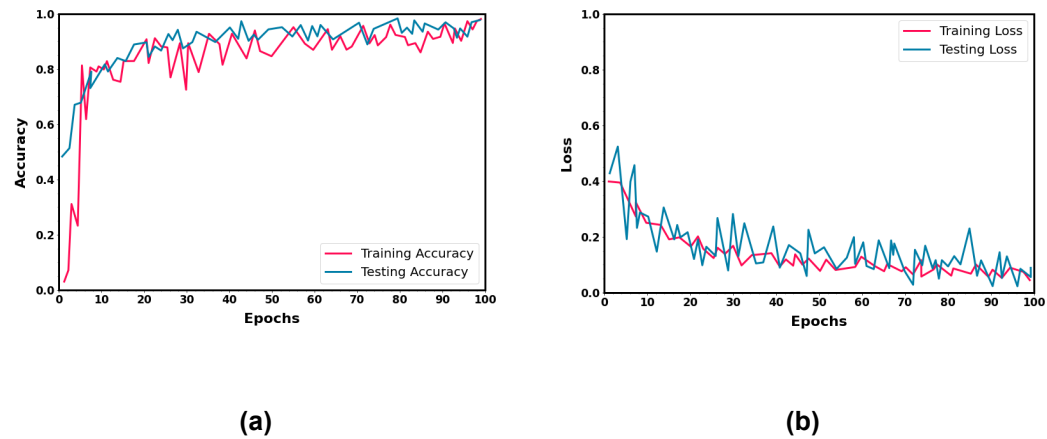 1.0
0.8
0.6
0.4
0.2
0.0
Accuracy
0 10 20 30 40 50 60 70 80 90 100
Epochs
Training Accuracy
Testing Accuracy
(a)
1.0
0.8
0.6
0.4
0.2
0.0
Loss
0 10 20 30 40 50 60 70 80 90 100
Epochs
Training Loss
Testing Loss
(b)